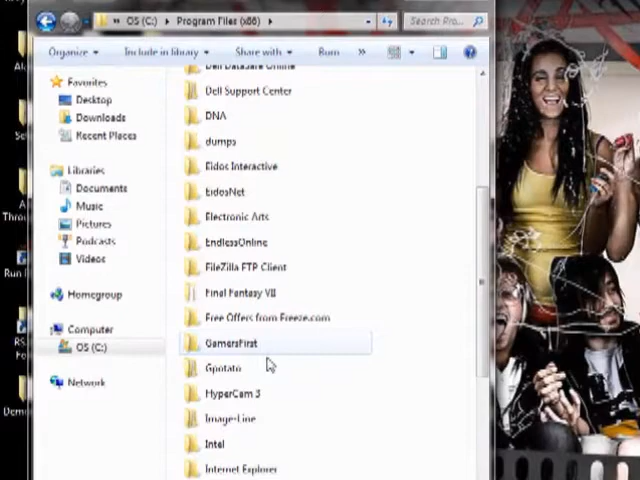 OS (C:) Program Files (x86) Search Pro...
Organize Include in library Share with Burn »
Favorites
Desktop
Downloads
Recent Places
Libraries
Documents
Music
Pictures
Podcasts
Videos
Homegroup
Computer
OS (C:)
Network
Dell DataSafe Online
Dell Support Center
DNA
dumps
Eidos Interactive
EidosNet
Electronic Arts
EndlessOnline
FileZilla FTP Client
Final Fantasy VII
Free Offers from Freeze.com
GamersFirst
Gpotato
HyperCam 3
Image-Line
Intel
Internet Explorer